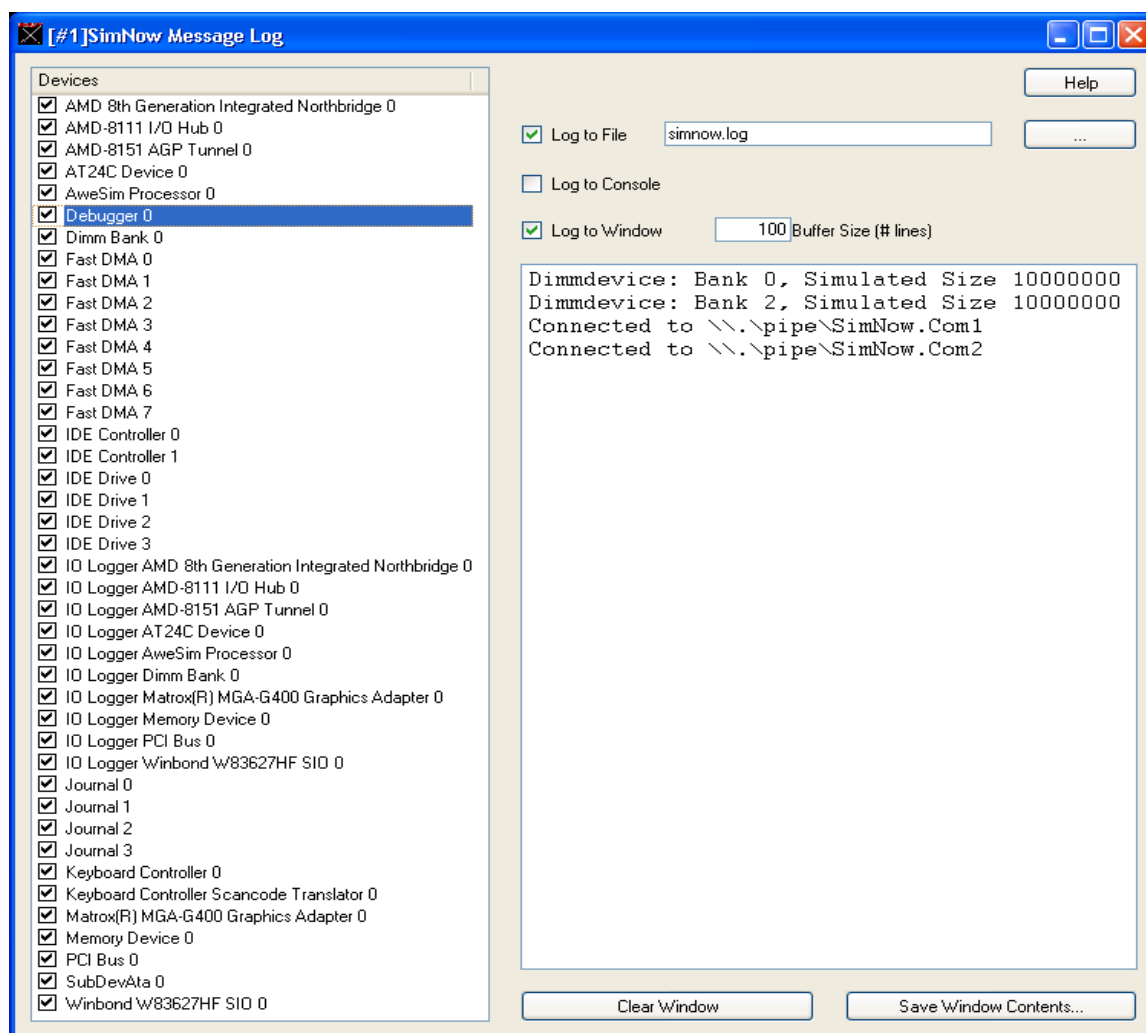 [#1]SimNow Message Log
Devices
AMD 8th Generation Integrated Northbridge 0
AMD-8111 I/O Hub 0
AMD-8151 AGP Tunnel 0
AT24C Device 0
AweSim Processor 0
Debugger 0
Dimm Bank 0
Fast DMA 0
Fast DMA 1
Fast DMA 2
Fast DMA 3
Fast DMA 4
Fast DMA 5
Fast DMA 6
Fast DMA 7
IDE Controller 0
IDE Controller 1
IDE Drive 0
IDE Drive 1
IDE Drive 2
IDE Drive 3
IO Logger AMD 8th Generation Integrated Northbridge 0
IO Logger AMD-8111 I/O Hub 0
IO Logger AMD-8151 AGP Tunnel 0
IO Logger AT24C Device 0
IO Logger AweSim Processor 0
IO Logger Dimm Bank 0
IO Logger Matrox(R) MGA-G400 Graphics Adapter 0
IO Logger Memory Device 0
IO Logger PCI Bus 0
IO Logger Winbond W83627HF SIO 0
Journal 0
Journal 1
Journal 2
Journal 3
Keyboard Controller 0
Keyboard Controller Scancode Translator 0
Matrox(R) MGA-G400 Graphics Adapter 0
Memory Device 0
PCI Bus 0
SubDevAta 0
Winbond W83627HF SIO 0
Help
Log to File simnow.log ...
Log to Console
Log to Window 100 Buffer Size (# lines)
Dimmdevice: Bank 0, Simulated Size 10000000
Dimmdevice: Bank 2, Simulated Size 10000000
Connected to \\.\pipe\SimNow.Com1
Connected to \\.\pipe\SimNow.Com2
Clear Window Save Window Contents...